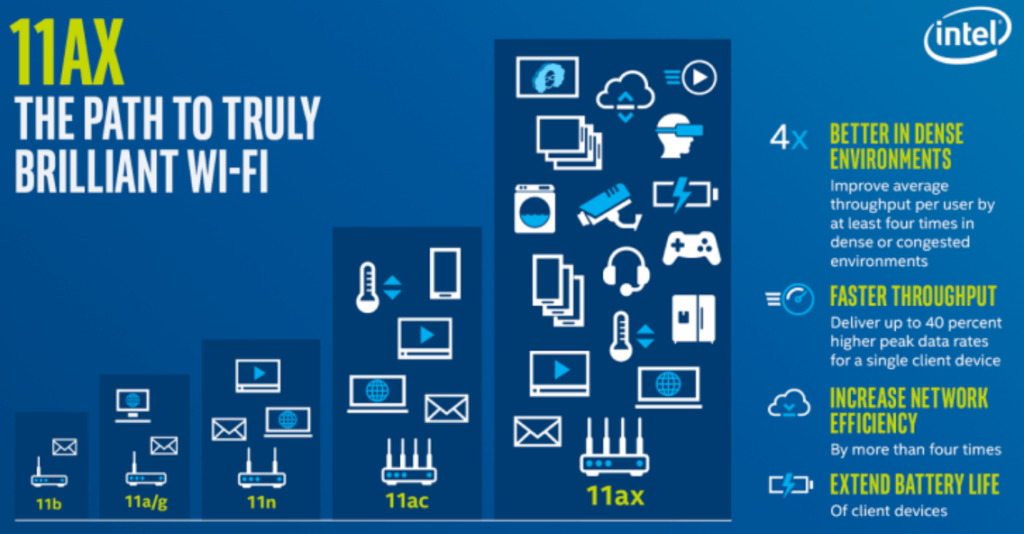 11AX
THE PATH TO TRULY
BRILLIANT WI-FI
intel
4x
BETTER IN DENSE
ENVIRONMENTS
Improve average
throughput per user by
at least four times in
dense or congested
environments
FASTER THROUGHPUT
Deliver up to 40 percent
higher peak data rates
for a single client device
INCREASE NETWORK
EFFICIENCY
By more than four times
EXTEND BATTERY LIFE
Of client devices
11b
11a/g
11n
11ac
11ax